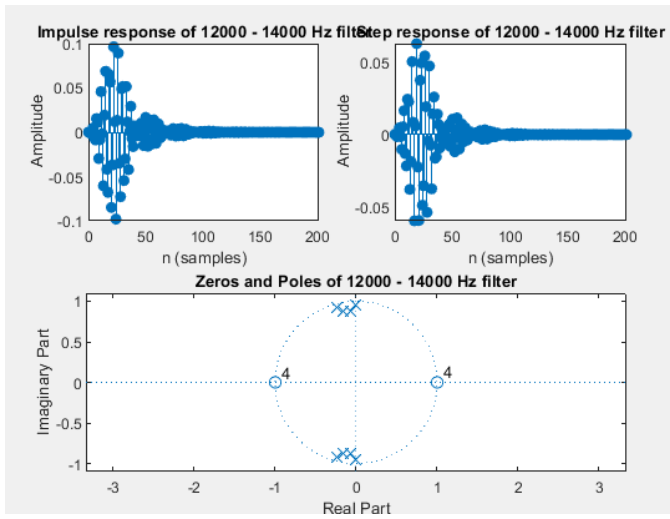 Impulse response of 12000 - 14000 Hz filter
Step response of 12000 - 14000 Hz filter
0.1
0.05
0
-0.05
-0.1
Amplitude
0 50 100 150 200
n (samples)
0.05
0
-0.05
Amplitude
0 50 100 150 200
n (samples)
Zeros and Poles of 12000 - 14000 Hz filter
1
0.5
0
-0.5
-1
Imaginary Part
4 4
-3 -2 -1 0 1 2 3
Real Part